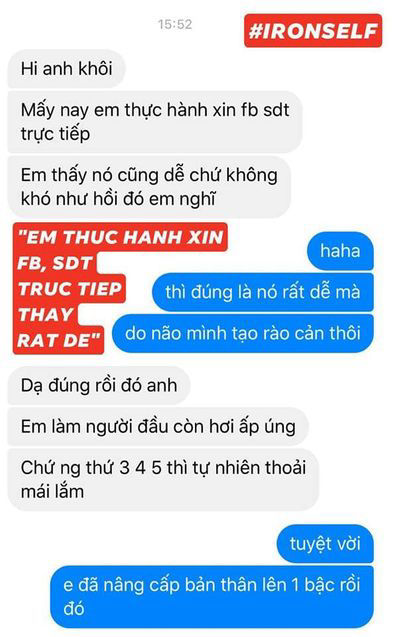 15:52
#IRONSELF
Hi anh khôi
Mấy nay em thực hành xin fb sdt
trực tiếp
Em thấy nó cũng dễ chứ không
khó như hồi đó em nghĩ
"EM THUC HANH XIN
FB, SDT
TRUC TIEP
THAY
RAT DE"
haha
thì đúng là nó rất dễ mà
do não mình tạo rào cản thôi
Dạ đúng rồi đó anh
Em làm người đầu còn hơi ấp úng
Chứ ng thứ 3 4 5 thì tự nhiên thoải
mái lắm
tuyệt vời
e đã nâng cấp bản thân lên 1 bậc rồi
đó